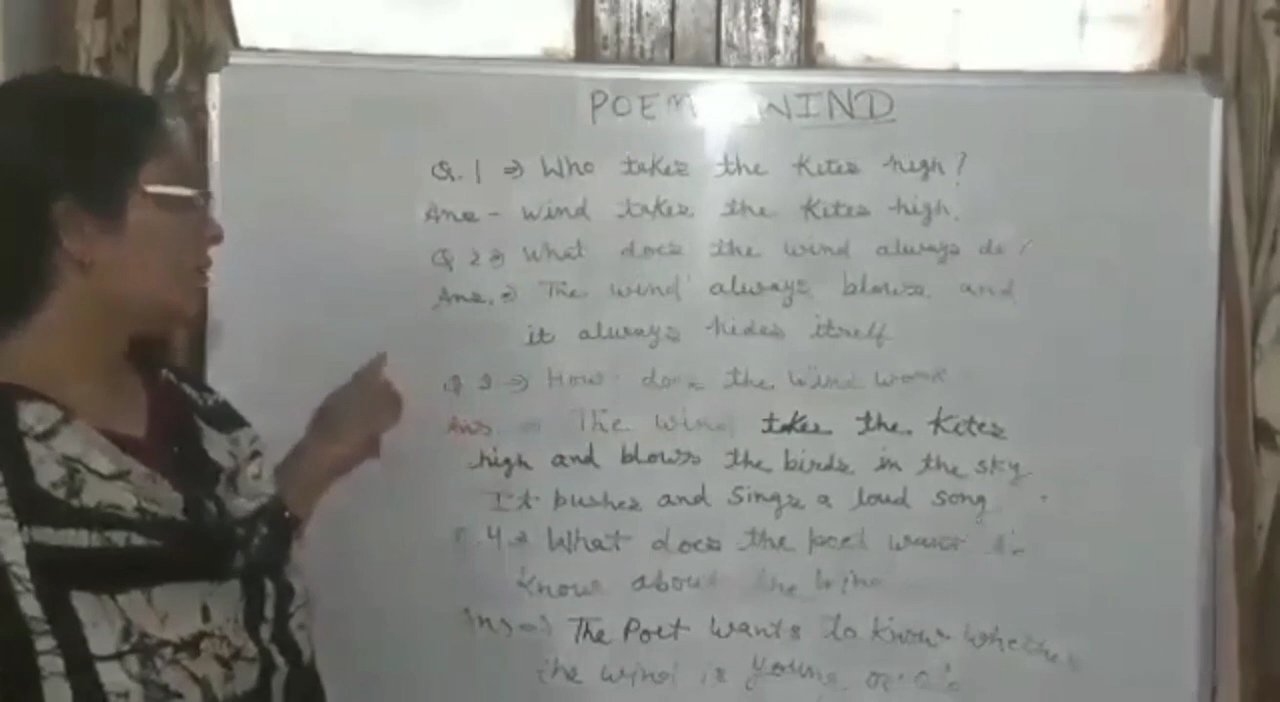 POEM WIND
Q.1 ⇒ Who takes the Kites high?
Ans - Wind takes the Kites high.
Q 2 ⇒ What does the wind always do?
Ans. ⇒ The wind always blows and
it always hides itself
Q 3 ⇒ How does the Wind work
Ans ⇒ The wind takes the Kites
high and blows the birds in the sky
It pushes and Sings a loud song
Q.4 ⇒ What does the poet want to
know about the Wind
Ans ⇒ The Poet Wants to know whether
the wind is young or old